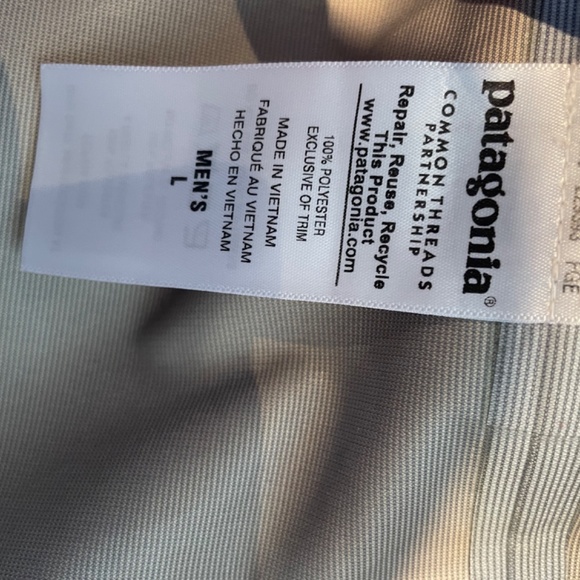 patagonia®
COMMON THREADS
PARTNERSHIP
Repair, Reuse, Recycle
This Product
www.patagonia.com
100% POLYESTER
EXCLUSIVE OF TRIM
MADE IN VIETNAM
FABRIQUÉ AU VIETNAM
HECHO EN VIETNAM
MEN'S
L